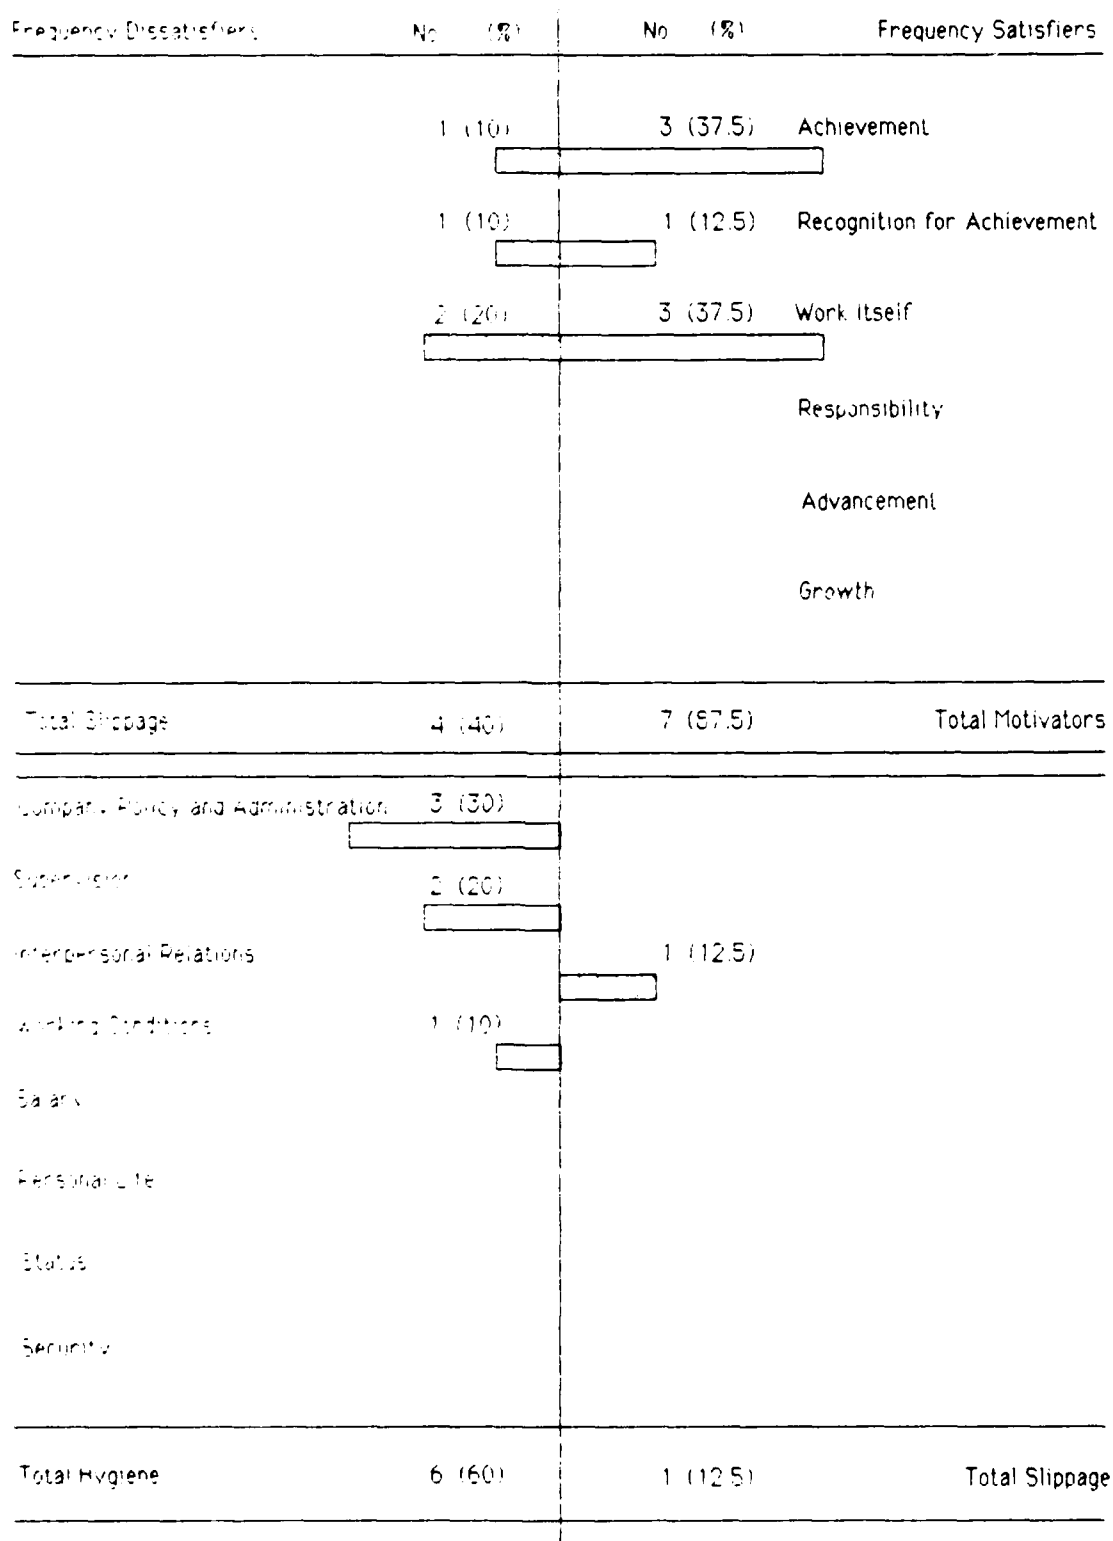 Frequency Dissatisfiers No (%) No (%) Frequency Satisfiers
1 (10) 3 (37.5) Achievement
1 (10) 1 (12.5) Recognition for Achievement
2 (20) 3 (37.5) Work Itself
Responsibility
Advancement
Growth
Total Slippage 4 (40) 7 (87.5) Total Motivators
Company Policy and Administration 3 (30)
Supervision 2 (20)
Interpersonal Relations 1 (12.5)
Working Conditions 1 (10)
Salary
Personal Life
Status
Security
Total Hygiene 6 (60) 1 (12.5) Total Slippage